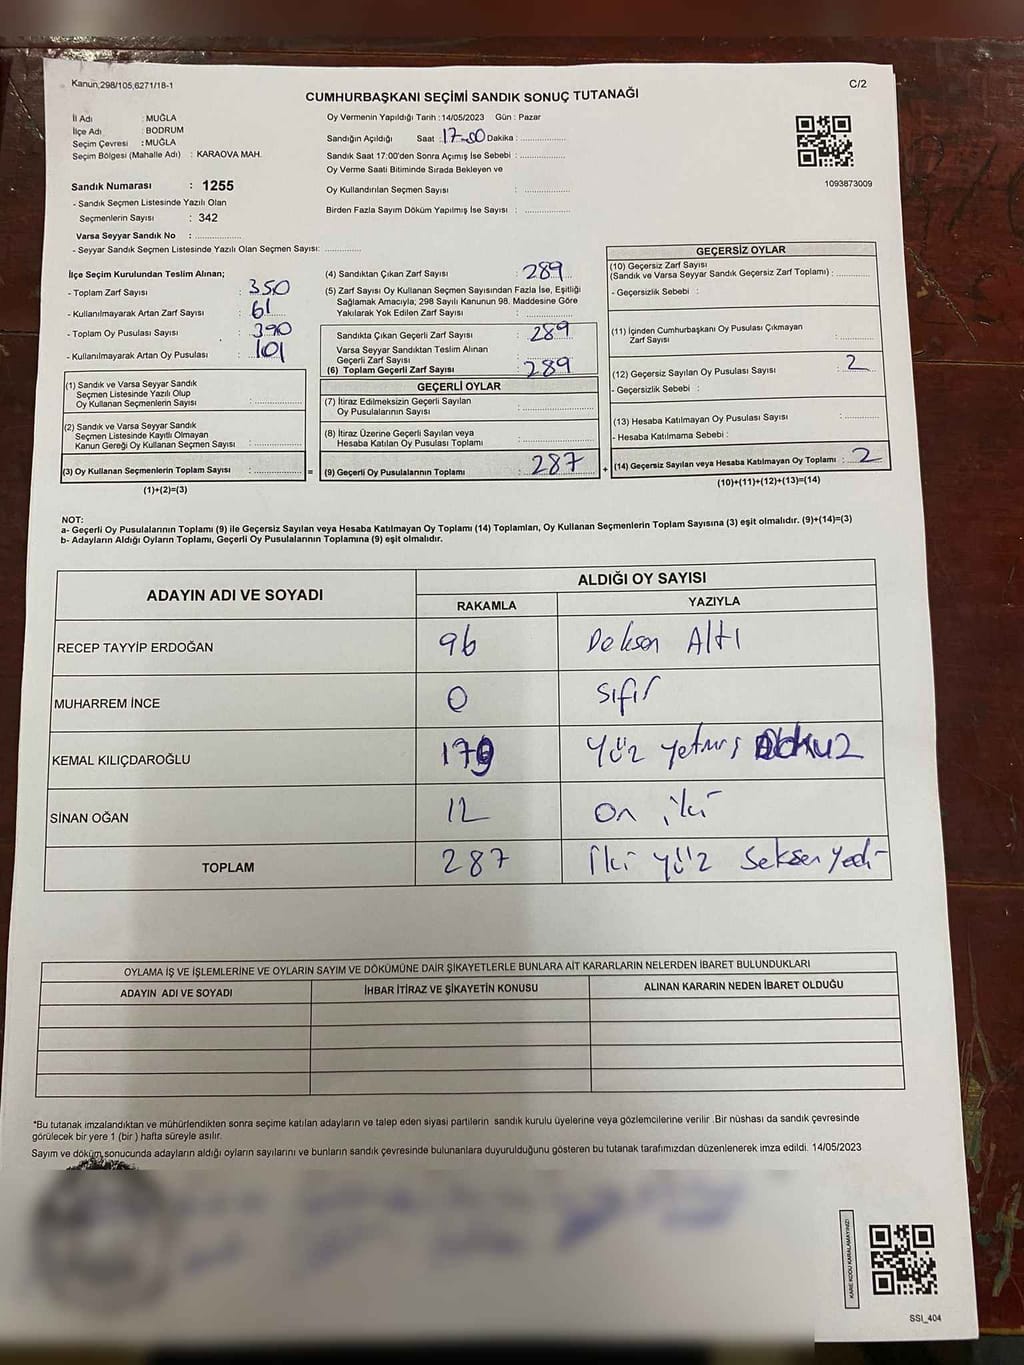 Kanun,298/105,6271/18-1
C/2
CUMHURBAŞKANI SEÇİMİ SANDIK SONUÇ TUTANAĞI
İl Adı : MUĞLA
İlçe Adı : BODRUM
Seçim Çevresi : MUĞLA
Seçim Bölgesi (Mahalle Adı) : KARAOVA MAH.
Oy Vermenin Yapıldığı Tarih :14/05/2023 Gün : Pazar
Sandığın Açıldığı Saat : 17.00 Dakika : ..............
Sandık Saat 17:00'den Sonra Açımış İse Sebebi : ..............
Oy Verme Saati Bitiminde Sırada Bekleyen ve
Oy Kullandırılan Seçmen Sayısı : ..............
Birden Fazla Sayım Döküm Yapılmış İse Sayısı : ..............
1093873009
Sandık Numarası : 1255
- Sandık Seçmen Listesinde Yazılı Olan
Seçmenlerin Sayısı : 342
Varsa Seyyar Sandık No : ..............
- Seyyar Sandık Seçmen Listesinde Yazılı Olan Seçmen Sayısı: ..............
İlçe Seçim Kurulundan Teslim Alınan;
- Toplam Zarf Sayısı : 350
- Kullanılmayarak Artan Zarf Sayısı : 61
- Toplam Oy Pusulası Sayısı : 390
- Kullanılmayarak Artan Oy Pusulası : 101
(1) Sandık ve Varsa Seyyar Sandık
Seçmen Listesinde Yazılı Olup
Oy Kullanan Seçmenlerin Sayısı : ..............
(2) Sandık ve Varsa Seyyar Sandık
Seçmen Listesinde Kayıtlı Olmayan
Kanun Gereği Oy Kullanan Seçmen Sayısı : ..............
(3) Oy Kullanan Seçmenlerin Toplam Sayısı : .............. =
(1)+(2)=(3)
(4) Sandıktan Çıkan Zarf Sayısı : 289
(5) Zarf Sayısı Oy Kullanan Seçmen Sayısından Fazla İse, Eşitliği
Sağlamak Amacıyla; 298 Sayılı Kanunun 98. Maddesine Göre
Yakılarak Yok Edilen Zarf Sayısı : ..............
Sandıkta Çıkan Geçerli Zarf Sayısı : 289
Varsa Seyyar Sandıktan Teslim Alınan
Geçerli Zarf Sayısı : ..............
(6) Toplam Geçerli Zarf Sayısı : 289
GEÇERLİ OYLAR
(7) İtiraz Edilmeksizin Geçerli Sayılan
Oy Pusulalarının Sayısı : ..............
(8) İtiraz Üzerine Geçerli Sayılan veya
Hesaba Katılan Oy Pusulası Toplamı : ..............
(9) Geçerli Oy Pusulalarının Toplamı : 287 +
GEÇERSİZ OYLAR
(10) Geçersiz Zarf Sayısı
(Sandık ve Varsa Seyyar Sandık Geçersiz Zarf Toplamı) : ..............
- Geçersizlik Sebebi :
(11) İçinden Cumhurbaşkanı Oy Pusulası Çıkmayan
Zarf Sayısı : ..............
(12) Geçersiz Sayılan Oy Pusulası Sayısı : 2
- Geçersizlik Sebebi :
(13) Hesaba Katılmayan Oy Pusulası Sayısı : ..............
- Hesaba Katılmama Sebebi :
(14) Geçersiz Sayılan veya Hesaba Katılmayan Oy Toplamı : 2
(10)+(11)+(12)+(13)=(14)
NOT:
a- Geçerli Oy Pusulalarının Toplamı (9) ile Geçersiz Sayılan veya Hesaba Katılmayan Oy Toplamı (14) Toplamları, Oy Kullanan Seçmenlerin Toplam Sayısına (3) eşit olmalıdır. (9)+(14)=(3)
b- Adayların Aldığı Oyların Toplamı, Geçerli Oy Pusulalarının Toplamına (9) eşit olmalıdır.
ADAYIN ADI VE SOYADI ALDIĞI OY SAYISI
RAKAMLA YAZIYLA
RECEP TAYYİP ERDOĞAN 96 Doksan Altı
MUHARREM İNCE 0 Sıfır
KEMAL KILIÇDAROĞLU 179 Yüz yetmiş dokuz
SİNAN OĞAN 12 On iki
TOPLAM 287 İki yüz Seksen yedi
OYLAMA İŞ VE İŞLEMLERİNE VE OYLARIN SAYIM VE DÖKÜMÜNE DAİR ŞİKAYETLERLE BUNLARA AİT KARARLARIN NELERDEN İBARET BULUNDUKLARI
ADAYIN ADI VE SOYADI İHBAR İTİRAZ VE ŞİKAYETİN KONUSU ALINAN KARARIN NEDEN İBARET OLDUĞU
*Bu tutanak imzalandıktan ve mühürlendikten sonra seçime katılan adayların ve talep eden siyasi partilerin sandık kurulu üyelerine veya gözlemcilerine verilir .Bir nüshası da sandık çevresinde
görülecek bir yere 1 (bir ) hafta süreyle asılır.
Sayım ve döküm sonucunda adayların aldığı oyların sayılarını ve bunların sandık çevresinde bulunanlara duyurulduğunu gösteren bu tutanak tarafımızdan düzenlenerek imza edildi. 14/05/2023
KARE KODU KARALAMAYINIZ!
SSI_404